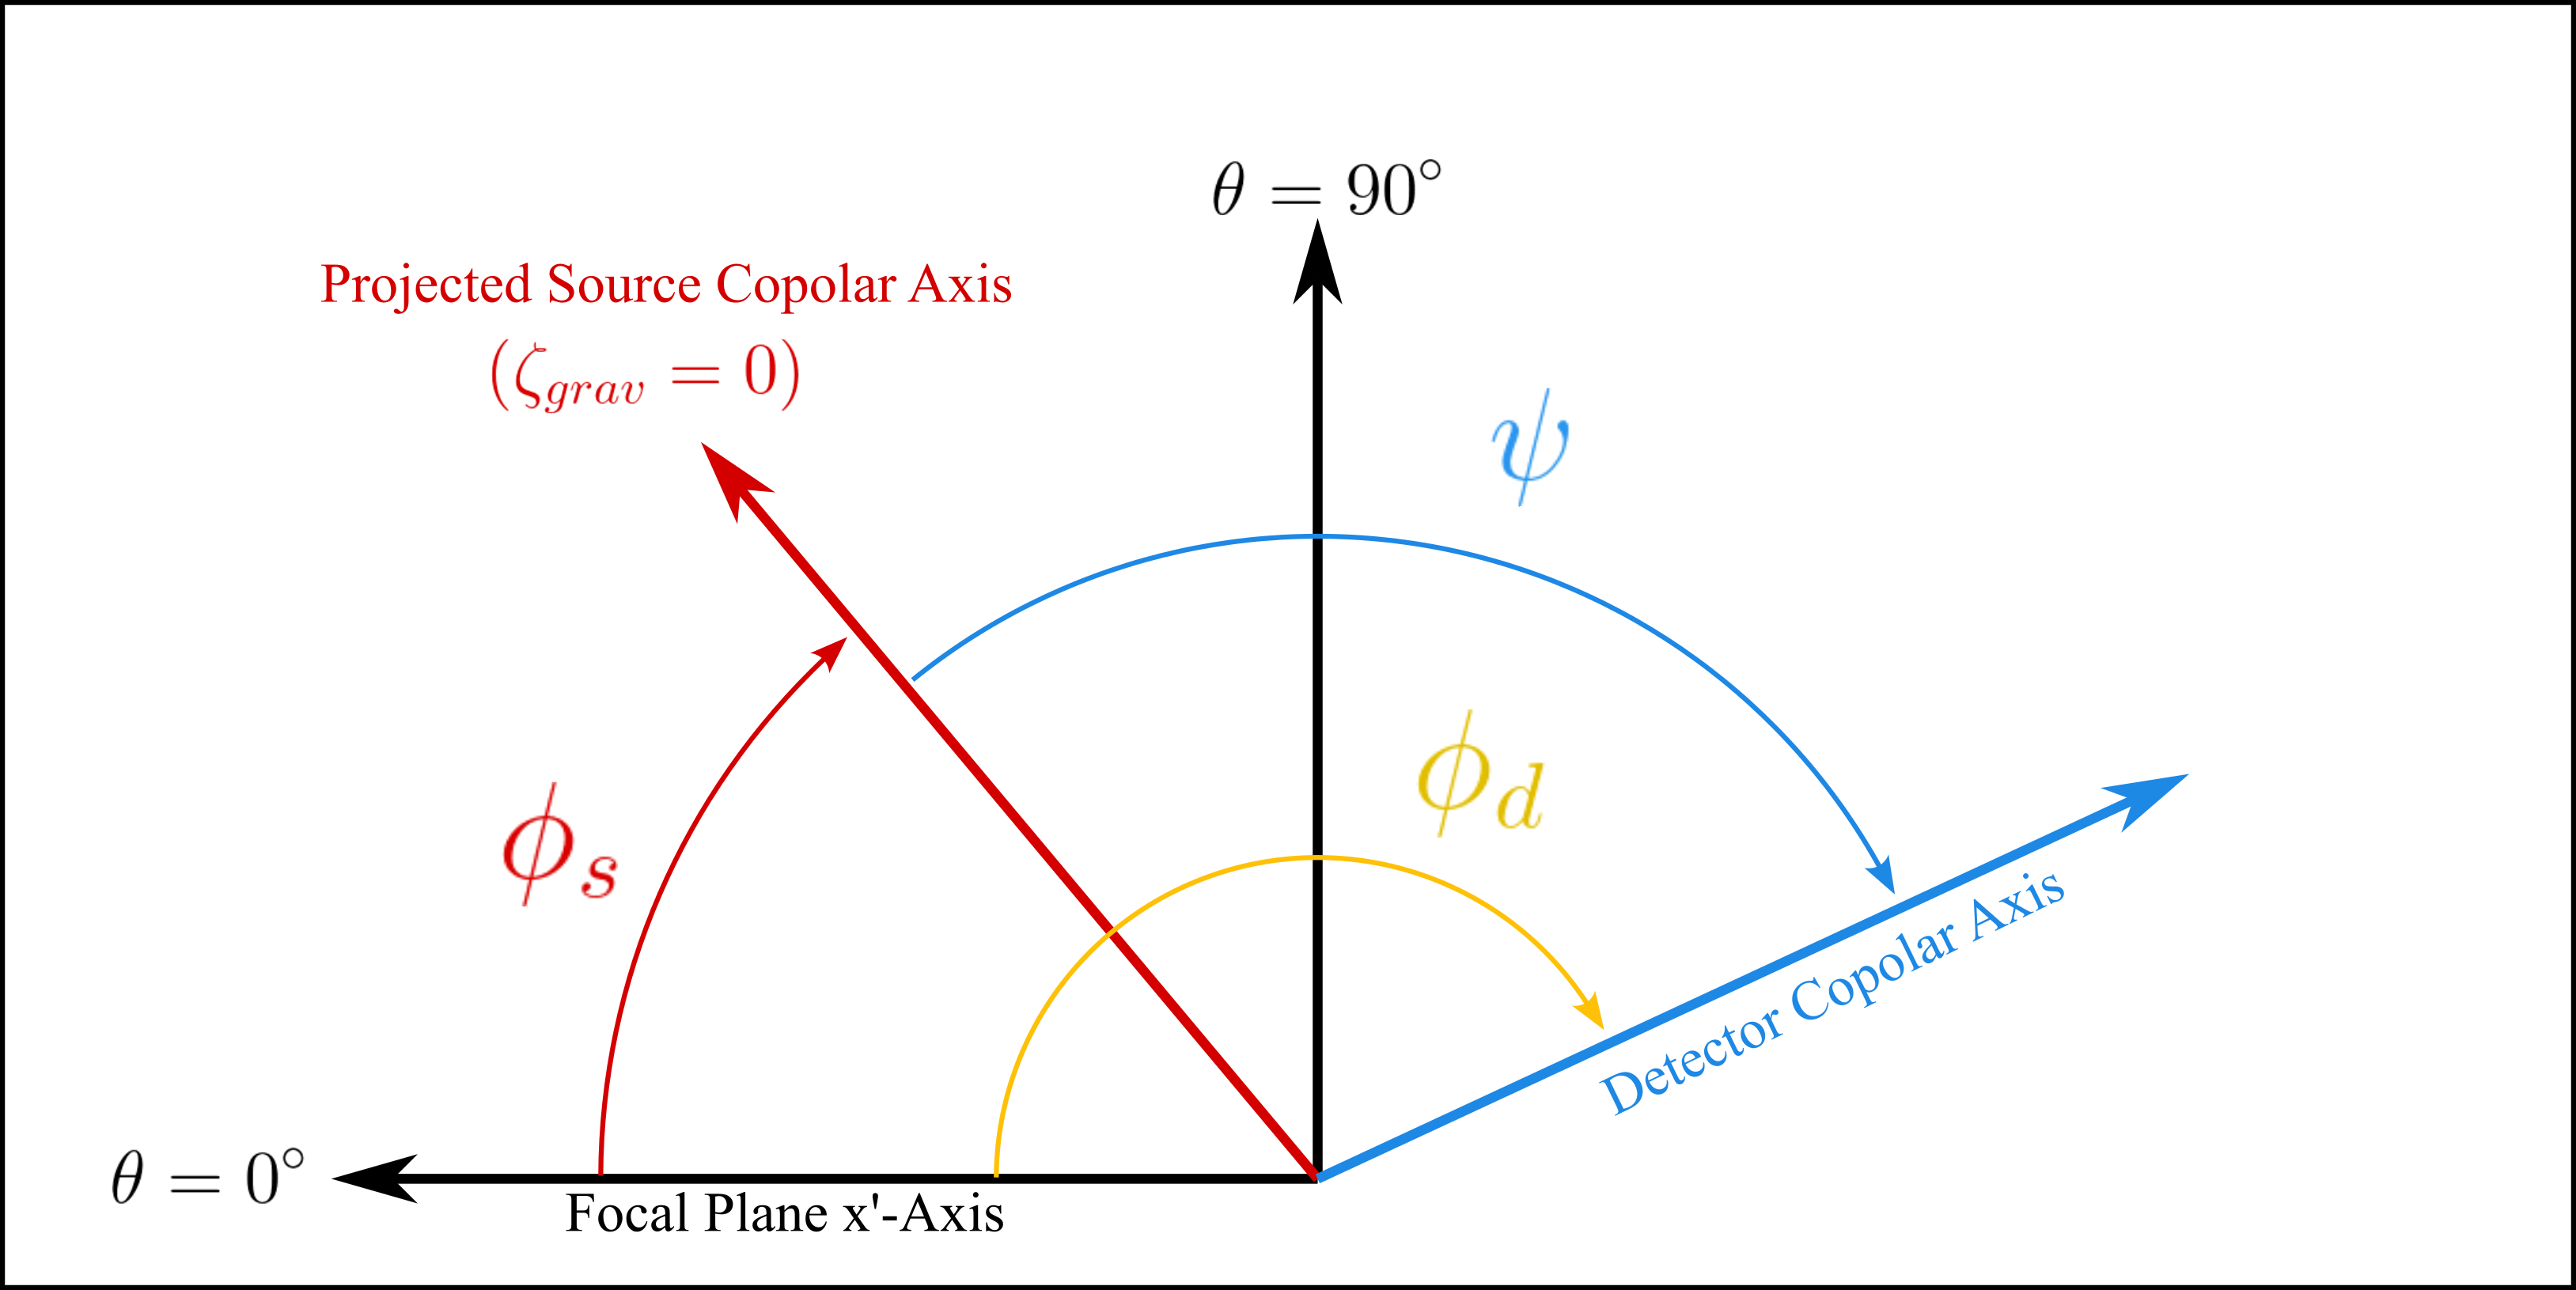 θ = 90°
Projected Source Copolar Axis
(ζ_grav = 0)
ψ
ϕ_d
ϕ_s
Detector Copolar Axis
θ = 0°
Focal Plane x'-Axis